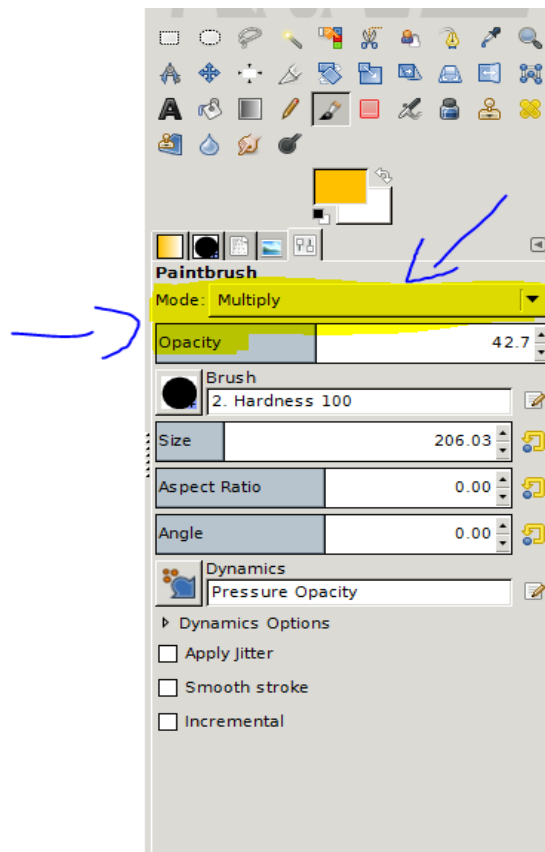 Paintbrush
Mode: Multiply
Opacity 42.7
Brush
2. Hardness 100
Size 206.03
Aspect Ratio 0.00
Angle 0.00
Dynamics
Pressure Opacity
Dynamics Options
Apply Jitter
Smooth stroke
Incremental